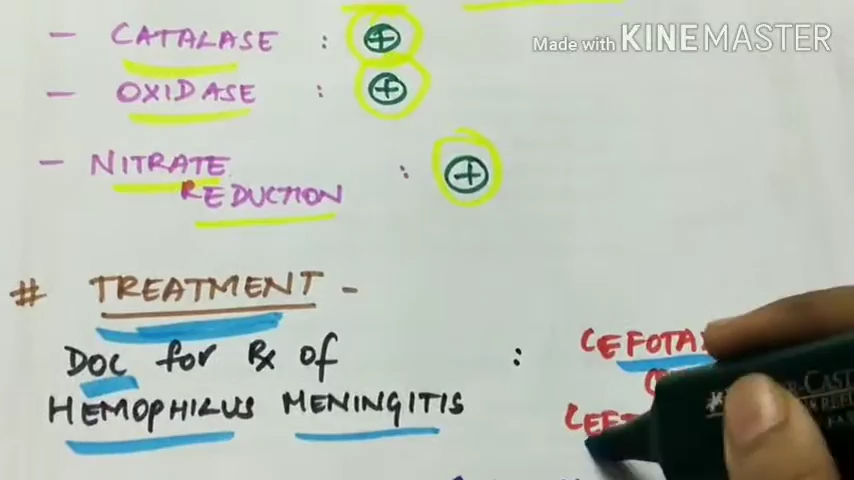 Made with KINEMASTER
- CATALASE : +
- OXIDASE : +
- NITRATE
REDUCTION : +
# TREATMENT -
DOC for Rx of : 
HEMOPHILUS MENINGITIS